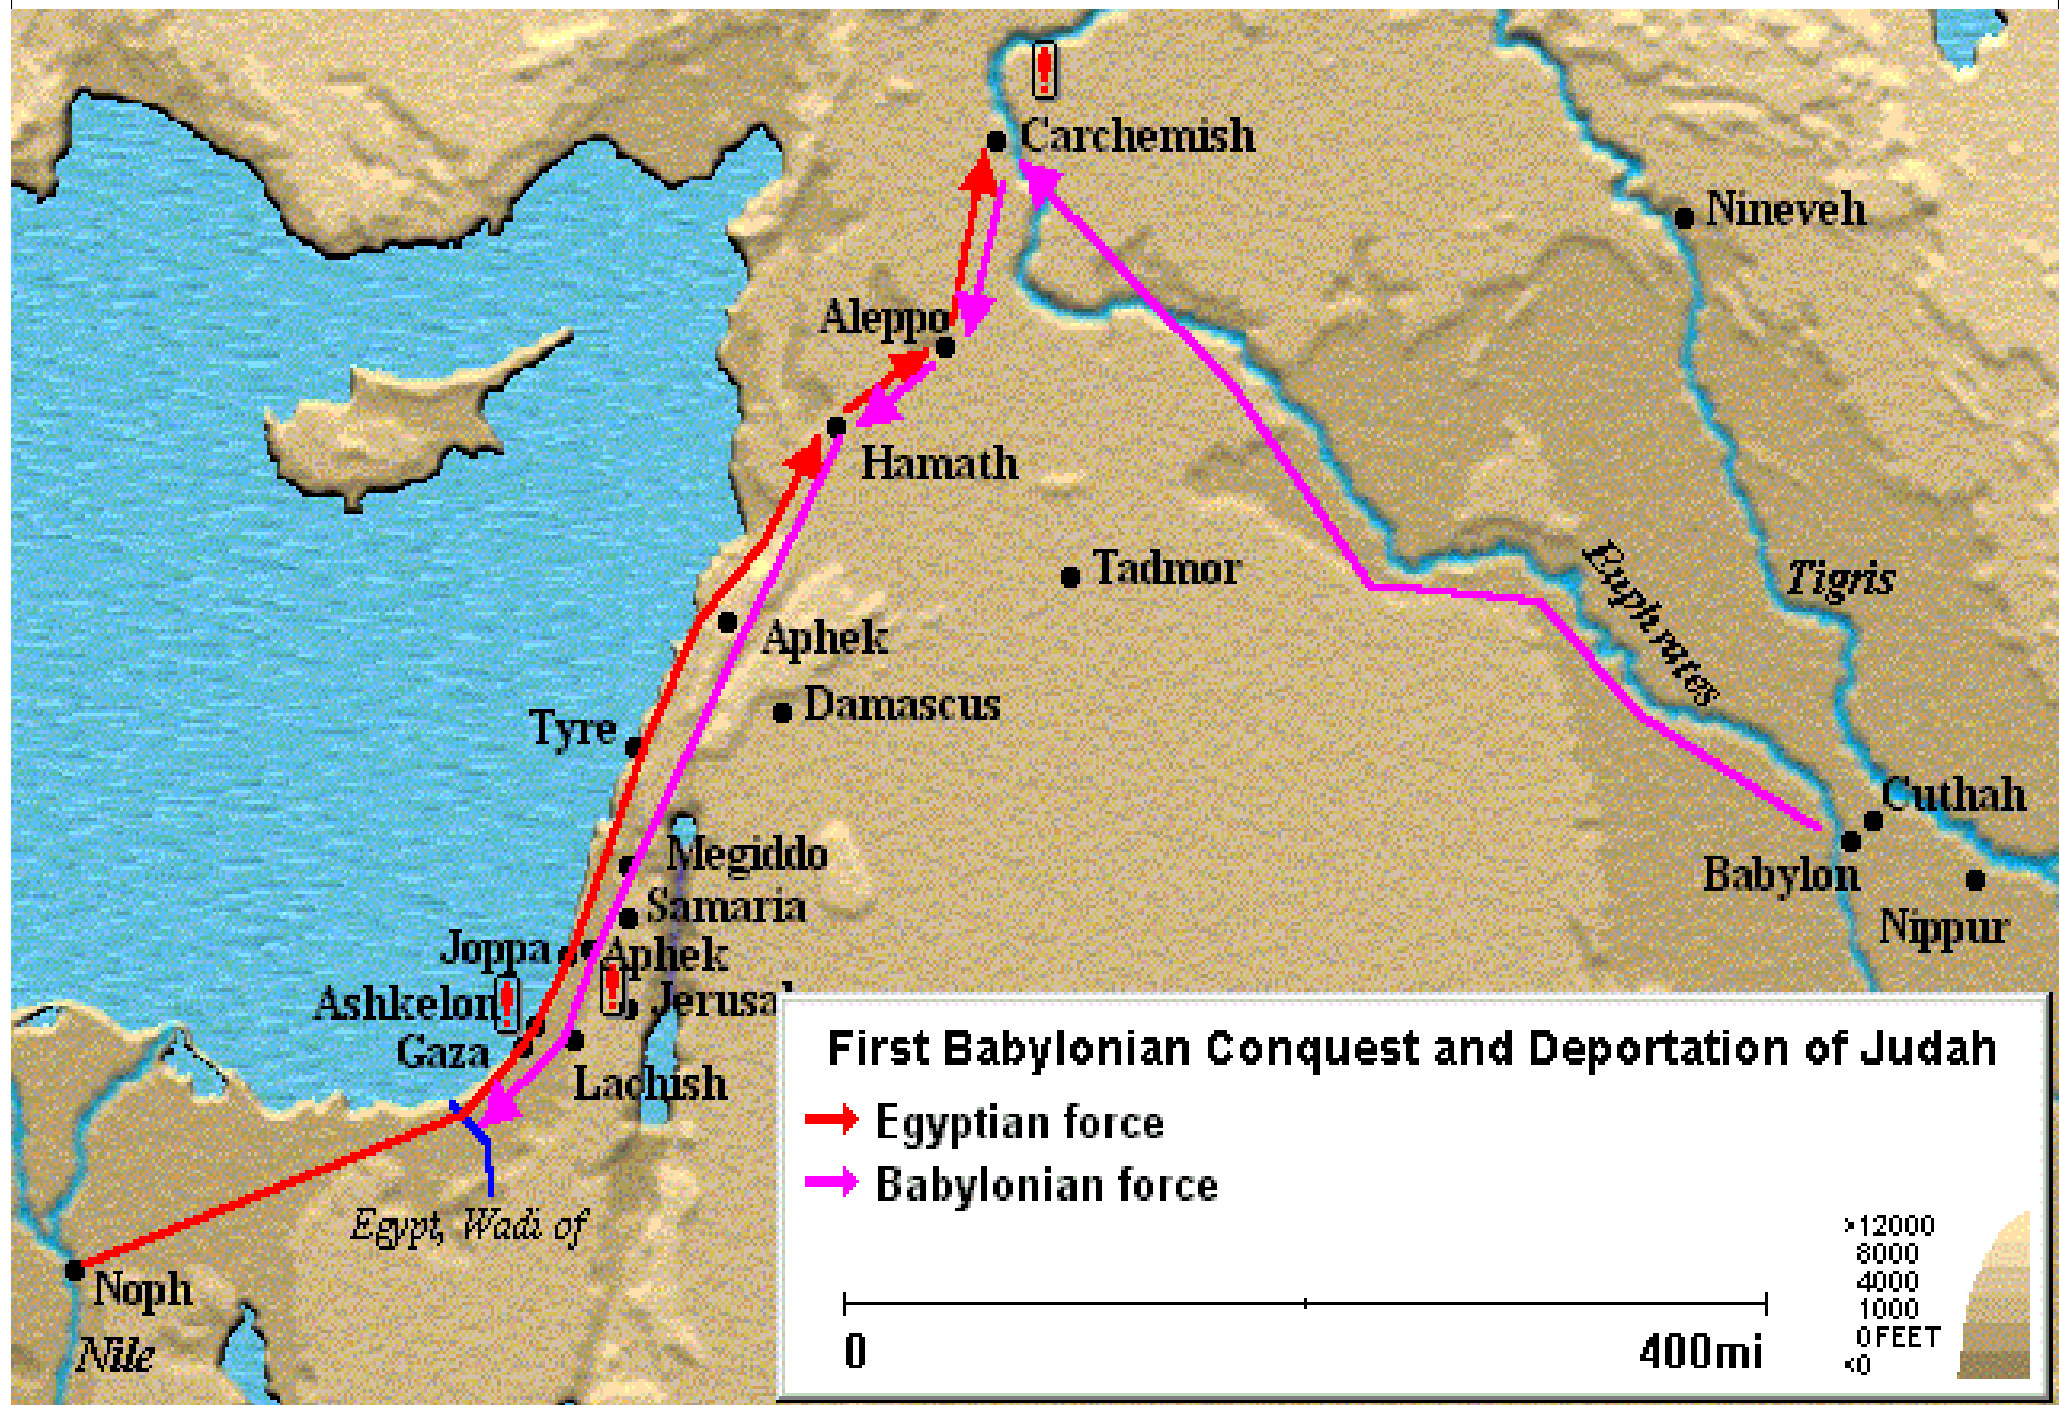 Carchemish
Nineveh
Aleppo
Hamath
Tadmor
Euphrates
Tigris
Aphek
Damascus
Tyre
Cuthah
Megiddo
Babylon
Samaria
Nippur
Joppa
Aphek
Ashkelon
Jerusal
Gaza
Lachish
Egypt, Wadi of
Noph
Nile
First Babylonian Conquest and Deportation of Judah
Egyptian force
Babylonian force
0
400mi
>12000
8000
4000
1000
0 FEET
<0